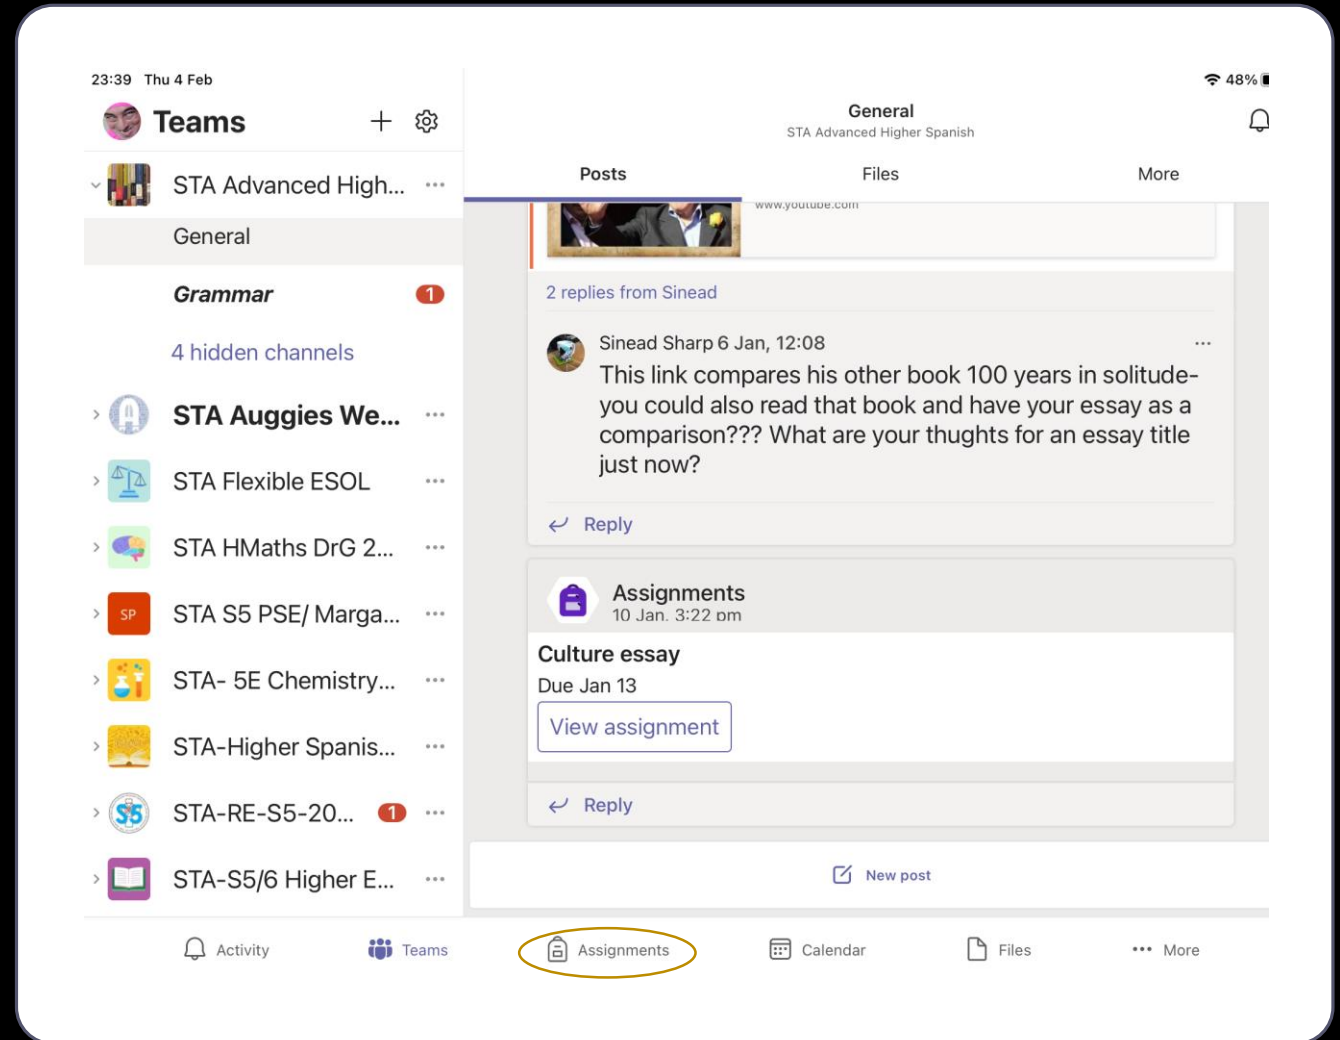 23:39 Thu 4 Feb
48%
Teams
STA Advanced High...
General
Grammar
1
4 hidden channels
STA Auggies We...
STA Flexible ESOL
STA HMaths DrG 2...
SP
STA S5 PSE/ Marga...
STA- 5E Chemistry...
STA-Higher Spanis...
S5
STA-RE-S5-20...
1
STA-S5/6 Higher E...
General
STA Advanced Higher Spanish
Posts
Files
More
www.youtube.com
2 replies from Sinead
Sinead Sharp 6 Jan, 12:08
This link compares his other book 100 years in solitude-
you could also read that book and have your essay as a
comparison??? What are your thughts for an essay title
just now?
Reply
Assignments
10 Jan, 3:22 pm
Culture essay
Due Jan 13
View assignment
Reply
New post
Activity
Teams
Assignments
Calendar
Files
More